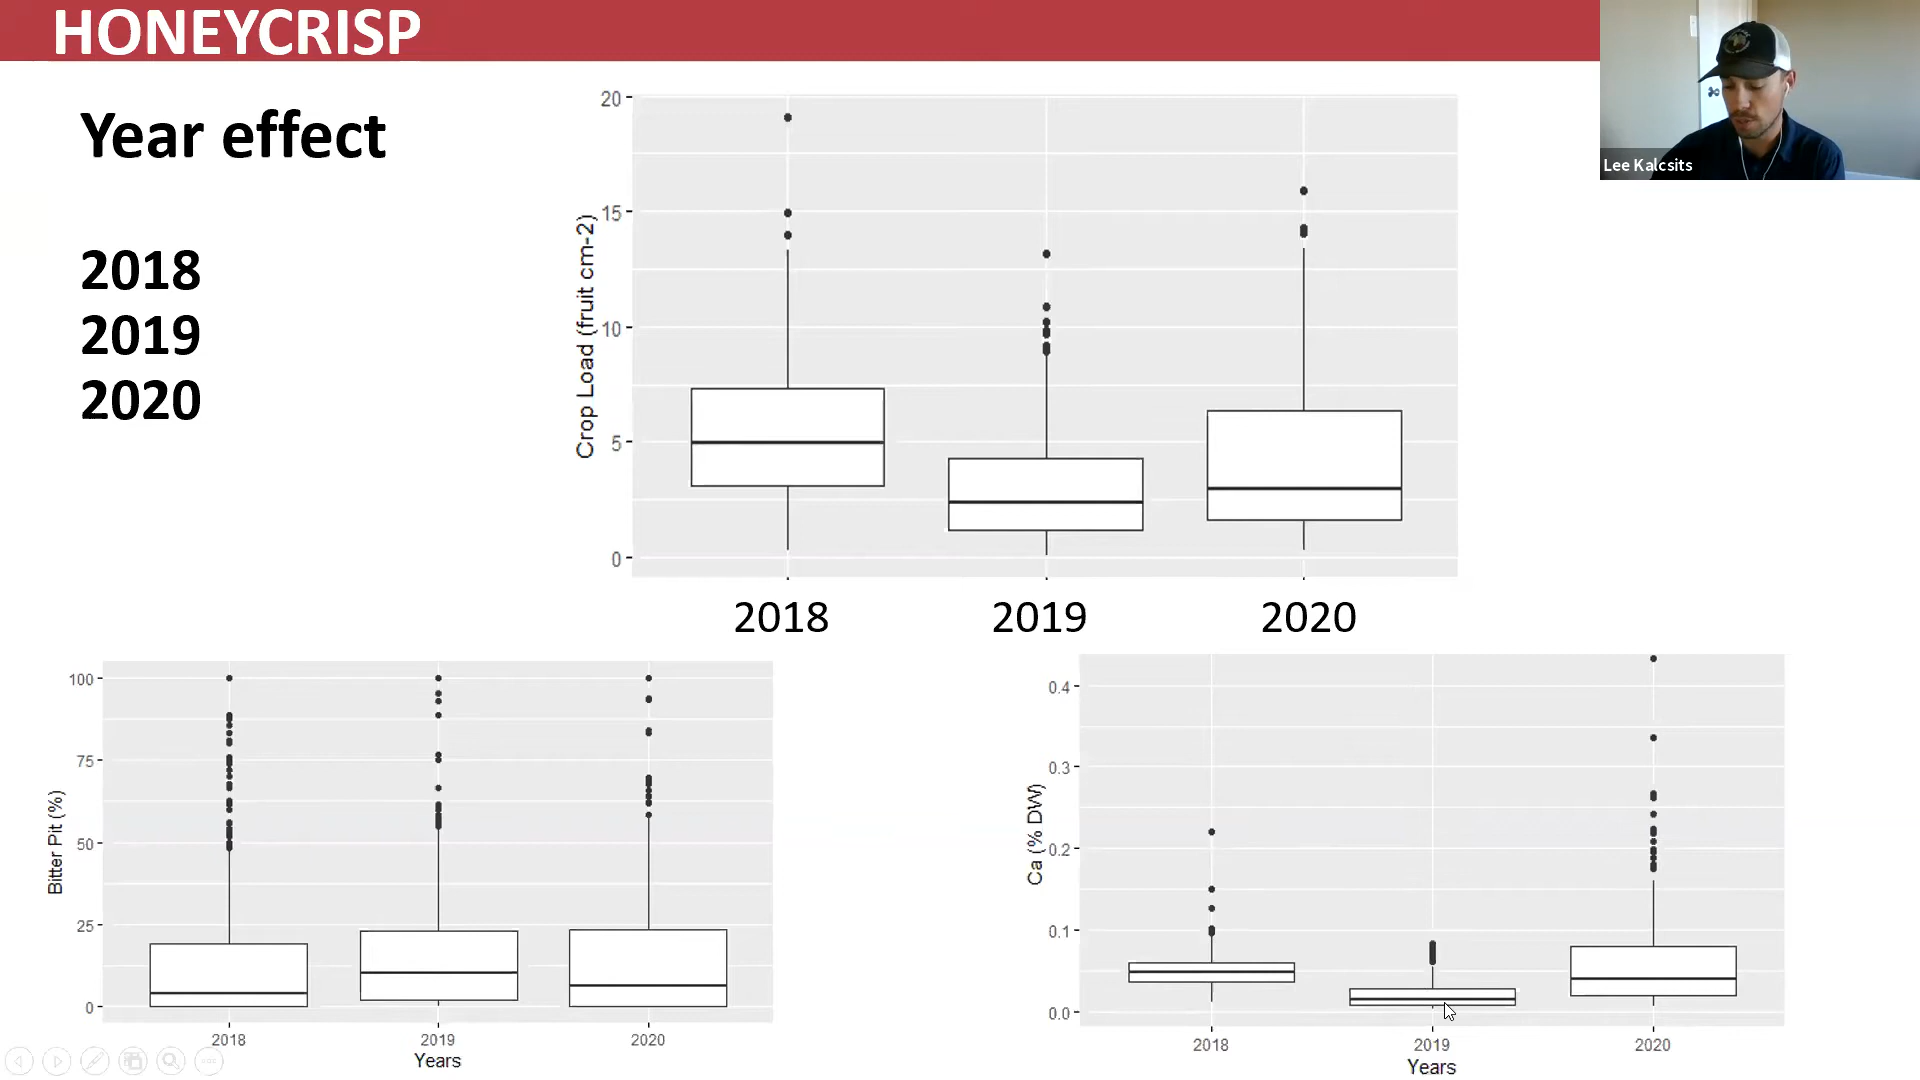 HONEYCRISP
Lee Kalcsits
Year effect
2018
2019
2020
Crop Load (fruit cm-2)
20
15
10
5
0
2018 2019 2020
Bitter Pit (%)
100
75
50
25
0
2018 2019 2020
Years
Ca (% DW)
0.4
0.3
0.2
0.1
0.0
2018 2019 2020
Years